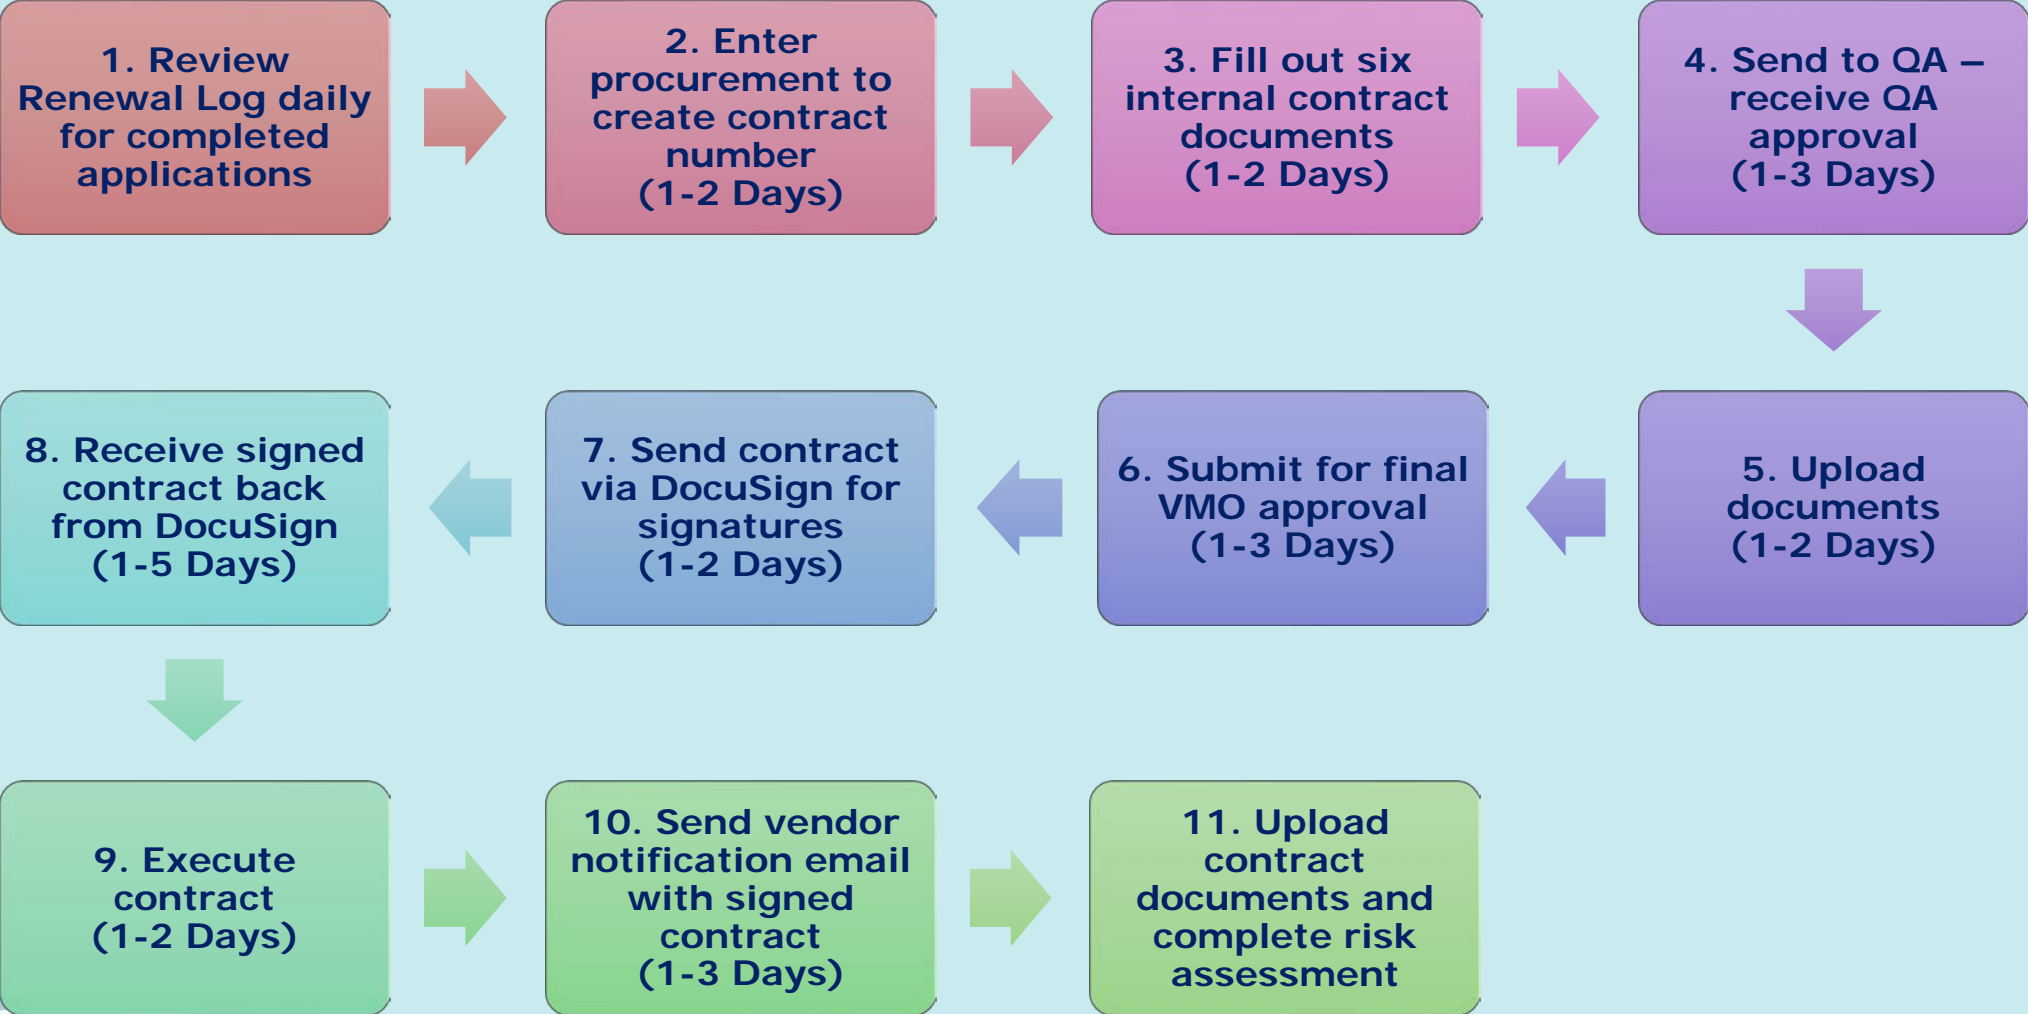 1. Review
Renewal Log daily
for completed
applications
2. Enter
procurement to
create contract
number
(1-2 Days)
3. Fill out six
internal contract
documents
(1-2 Days)
4. Send to QA –
receive QA
approval
(1-3 Days)
5. Upload
documents
(1-2 Days)
6. Submit for final
VMO approval
(1-3 Days)
7. Send contract
via DocuSign for
signatures
(1-2 Days)
8. Receive signed
contract back
from DocuSign
(1-5 Days)
9. Execute
contract
(1-2 Days)
10. Send vendor
notification email
with signed
contract
(1-3 Days)
11. Upload
contract
documents and
complete risk
assessment